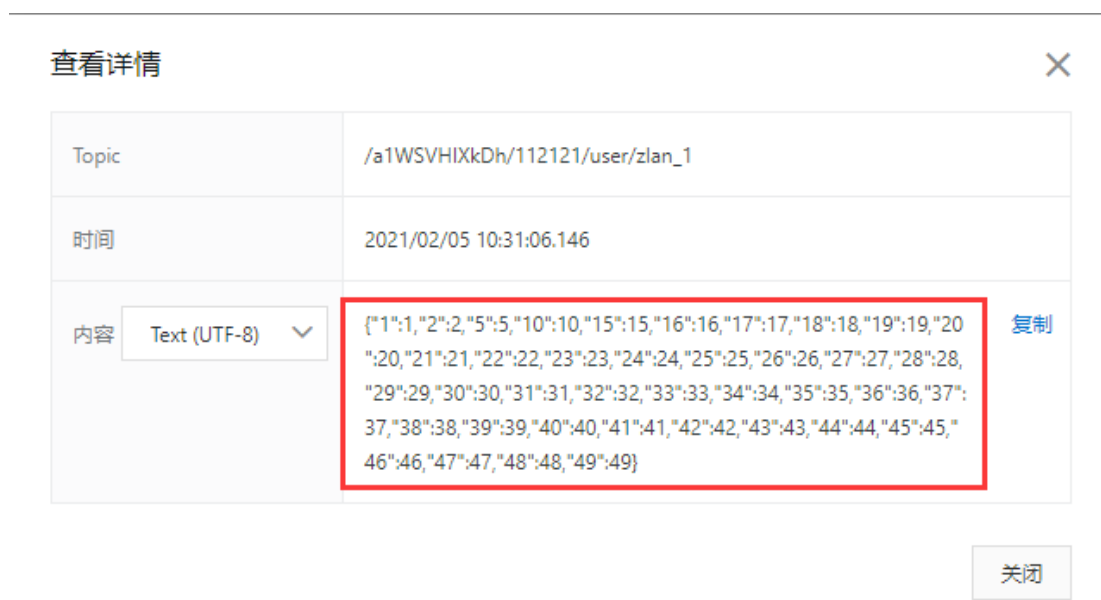 查看详情
Topic
/a1WSVHIXkDh/112121/user/zlan_1
时间
2021/02/05 10:31:06.146
内容
Text (UTF-8)
{"1":1,"2":2,"5":5,"10":10,"15":15,"16":16,"17":17,"18":18,"19":19,"20
":20,"21":21,"22":22,"23":23,"24":24,"25":25,"26":26,"27":27,"28":28,
"29":29,"30":30,"31":31,"32":32,"33":33,"34":34,"35":35,"36":36,"37":
37,"38":38,"39":39,"40":40,"41":41,"42":42,"43":43,"44":44,"45":45,"
46":46,"47":47,"48":48,"49":49}
复制
关闭